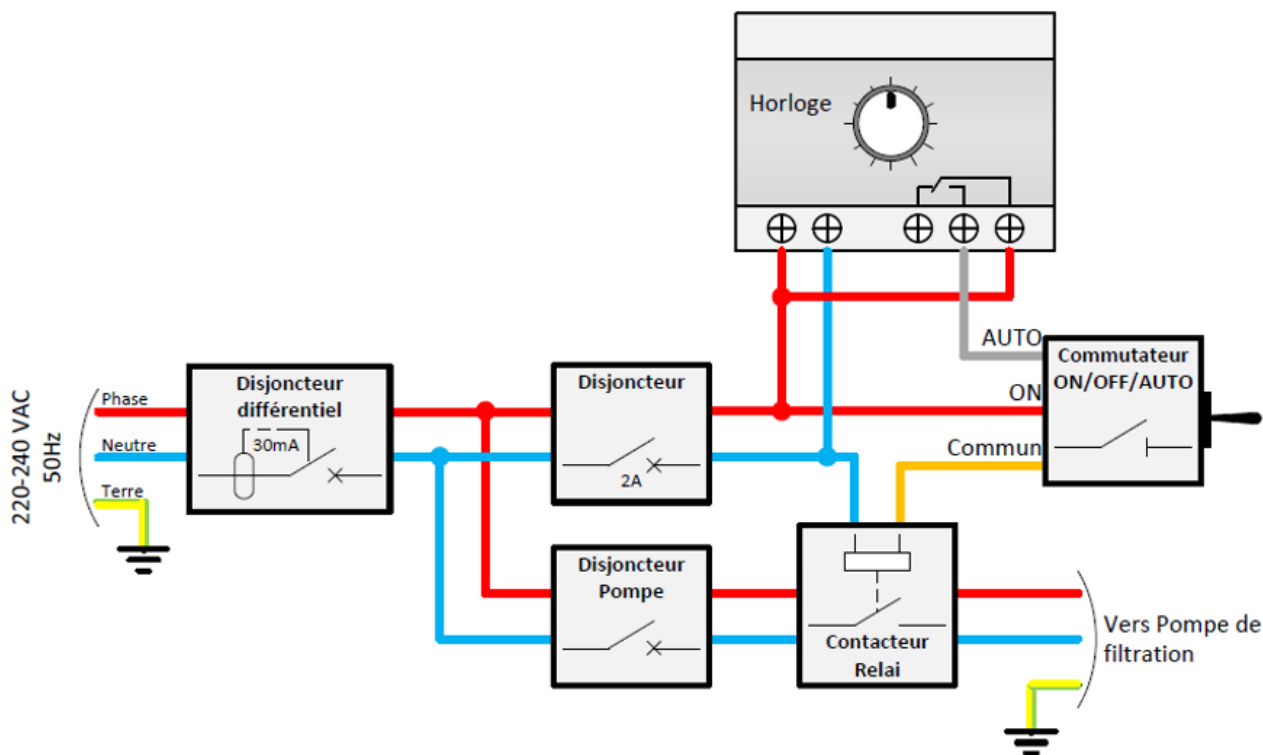 Horloge
AUTO
Commutateur
ON/OFF/AUTO
ON
Commun
220-240 VAC
50Hz
Phase
Neutre
Terre
Disjoncteur
différentiel
30mA
Disjoncteur
2A
Disjoncteur
Pompe
Contacteur
Relai
Vers Pompe de
filtration